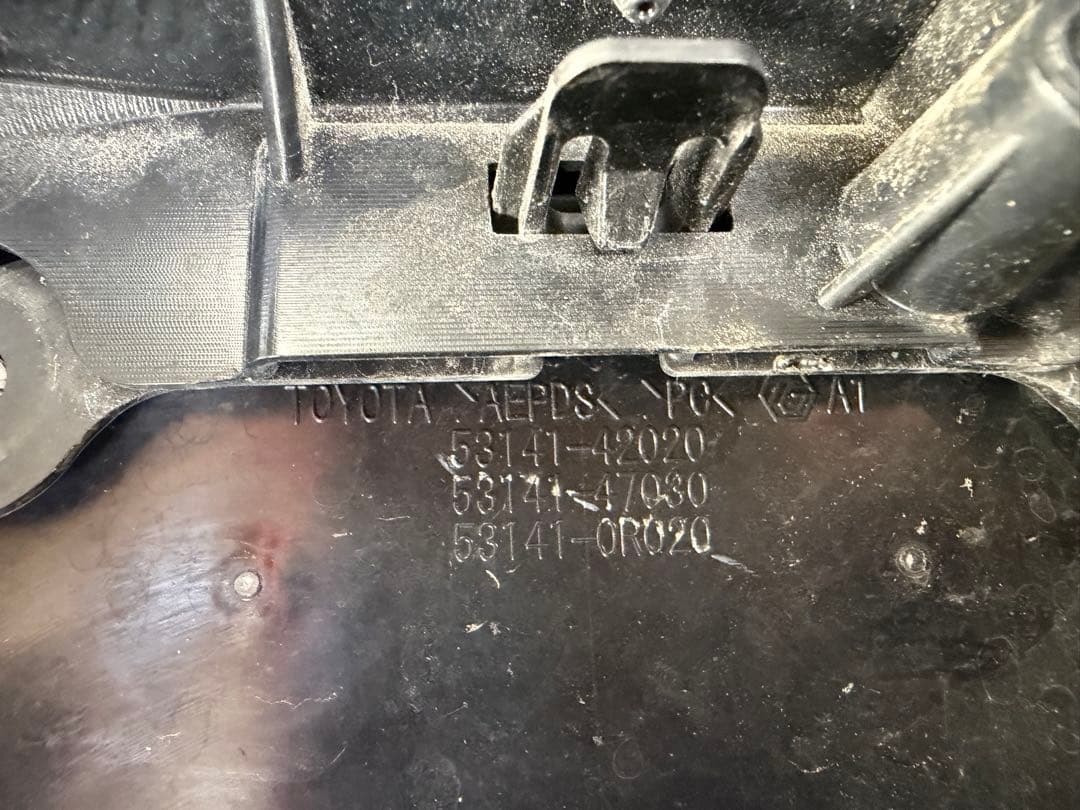 TOYOTA >AEPDS< >PC< A1
53141-42020
53141-47030
53141-0R020